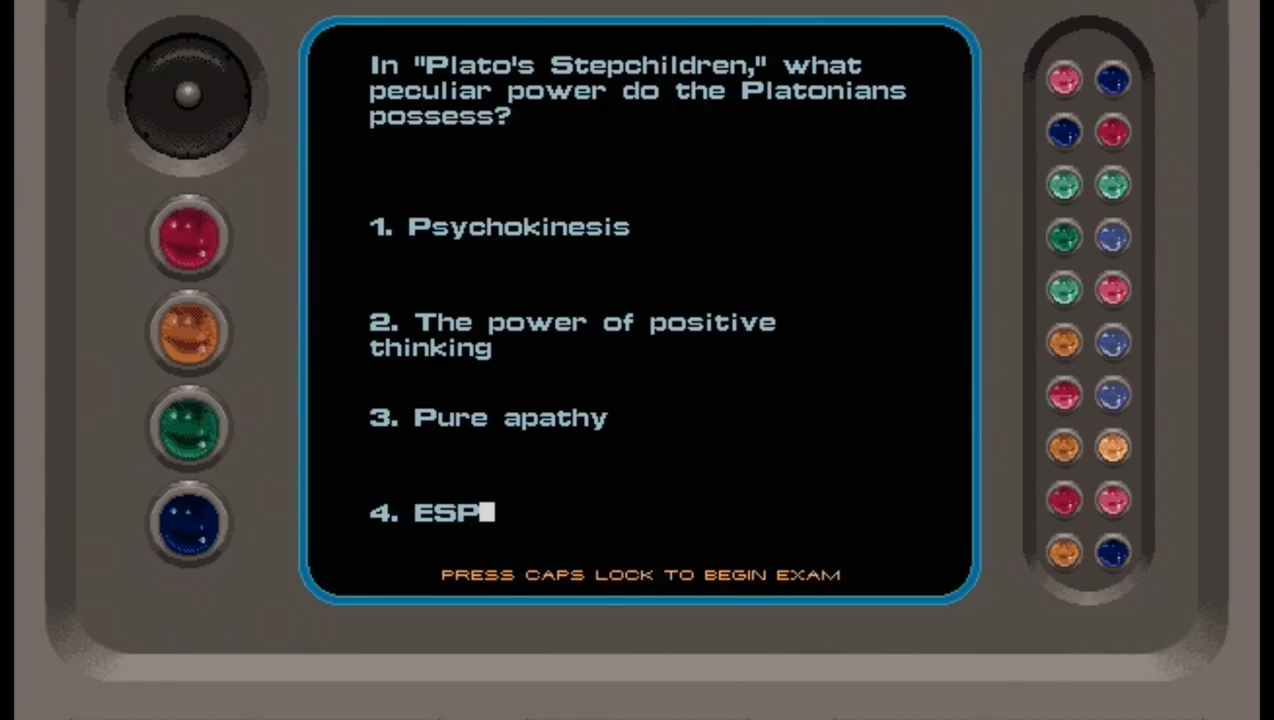 In "Plato's Stepchildren," what
peculiar power do the Platonians
possess?
1. Psychokinesis
2. The power of positive
thinking
3. Pure apathy
4. ESP
PRESS CAPS LOCK TO BEGIN EXAM